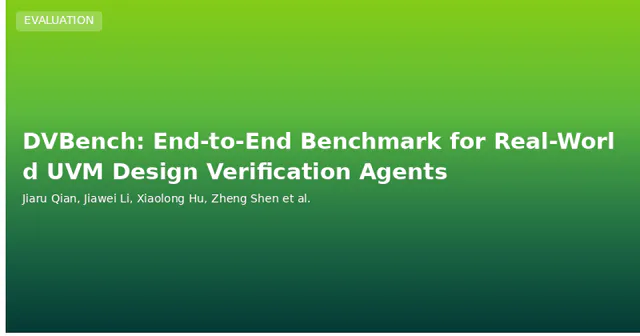 EVALUATION
DVBench: End-to-End Benchmark for Real-Worl
d UVM Design Verification Agents
Jiaru Qian, Jiawei Li, Xiaolong Hu, Zheng Shen et al.